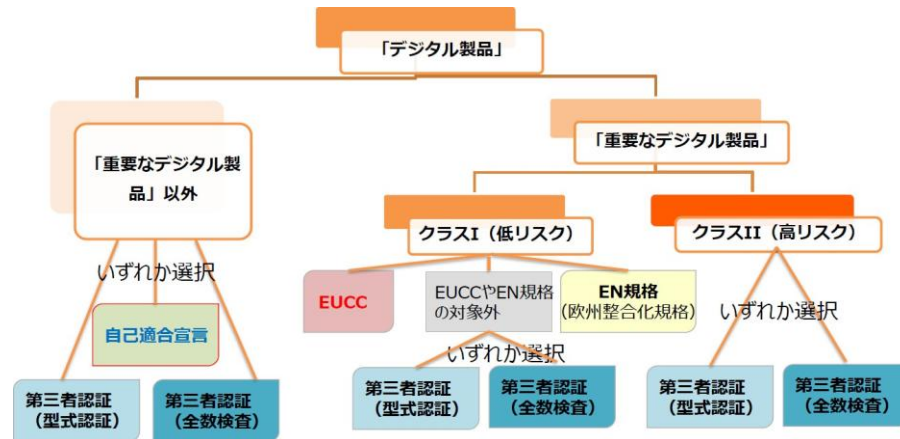 「デジタル製品」
「重要なデジタル製
品」以外
「重要なデジタル製品」
クラスI（低リスク）
クラスII（高リスク）
いずれか選択
自己適合宣言
第三者認証
（型式認証）
第三者認証
（全数検査）
EUCC
EUCCやEN規格
の対象外
EN規格
（欧州整合化規格）
いずれか選択
第三者認証
（型式認証）
第三者認証
（全数検査）
いずれか選択
第三者認証
（型式認証）
第三者認証
（全数検査）